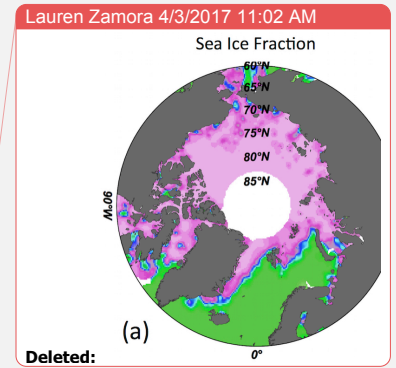 Lauren Zamora 4/3/2017 11:02 AM
Sea Ice Fraction
60°N
65°N
70°N
75°N
80°N
85°N
90°W
(a)
0°
Deleted: